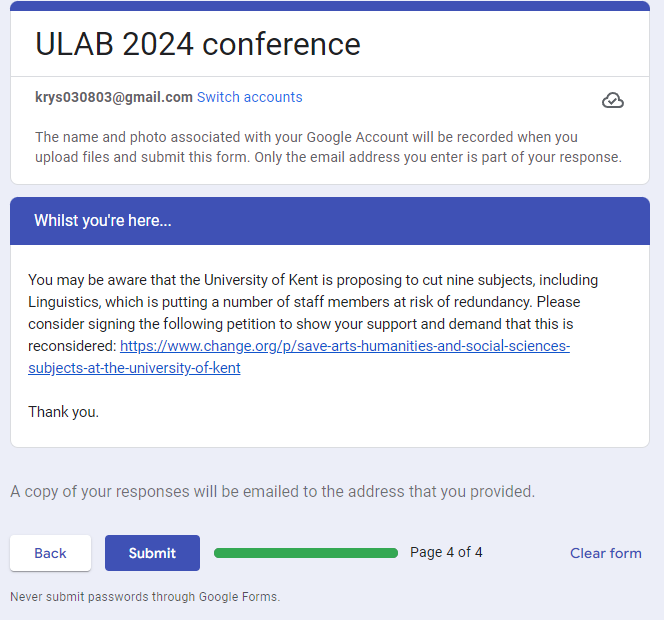 ULAB 2024 conference
krys030803@gmail.com Switch accounts
The name and photo associated with your Google Account will be recorded when you
upload files and submit this form. Only the email address you enter is part of your response.
Whilst you're here...
You may be aware that the University of Kent is proposing to cut nine subjects, including
Linguistics, which is putting a number of staff members at risk of redundancy. Please
consider signing the following petition to show your support and demand that this is
reconsidered: https://www.change.org/p/save-arts-humanities-and-social-sciences-
subjects-at-the-university-of-kent
Thank you.
A copy of your responses will be emailed to the address that you provided.
Back Submit Page 4 of 4 Clear form
Never submit passwords through Google Forms.